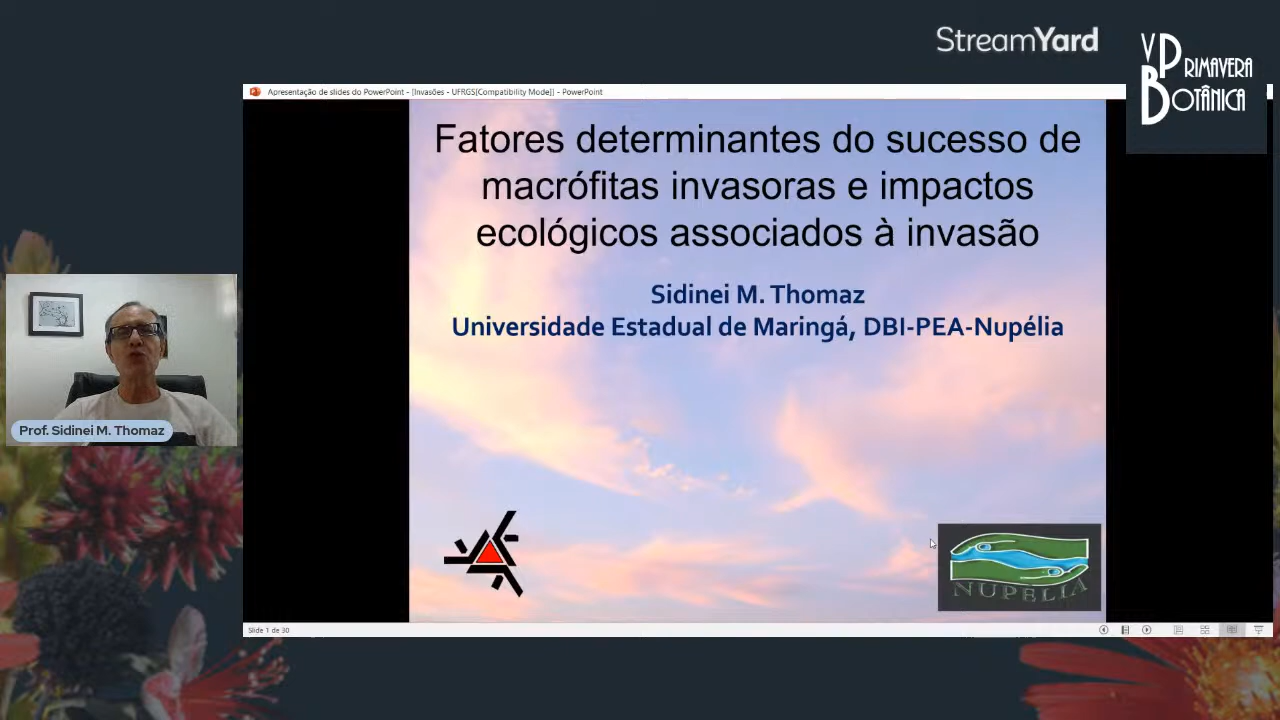 StreamYard
V PRIMAVERA
BOTÂNICA
Apresentação de slides do PowerPoint - [Invasões - UFRGS[Compatibility Mode]] - PowerPoint
Fatores determinantes do sucesso de
macrófitas invasoras e impactos
ecológicos associados à invasão
Sidinei M. Thomaz
Universidade Estadual de Maringá, DBI-PEA-Nupélia
Prof. Sidinei M. Thomaz
NUPÉLIA
Slide 1 de 30